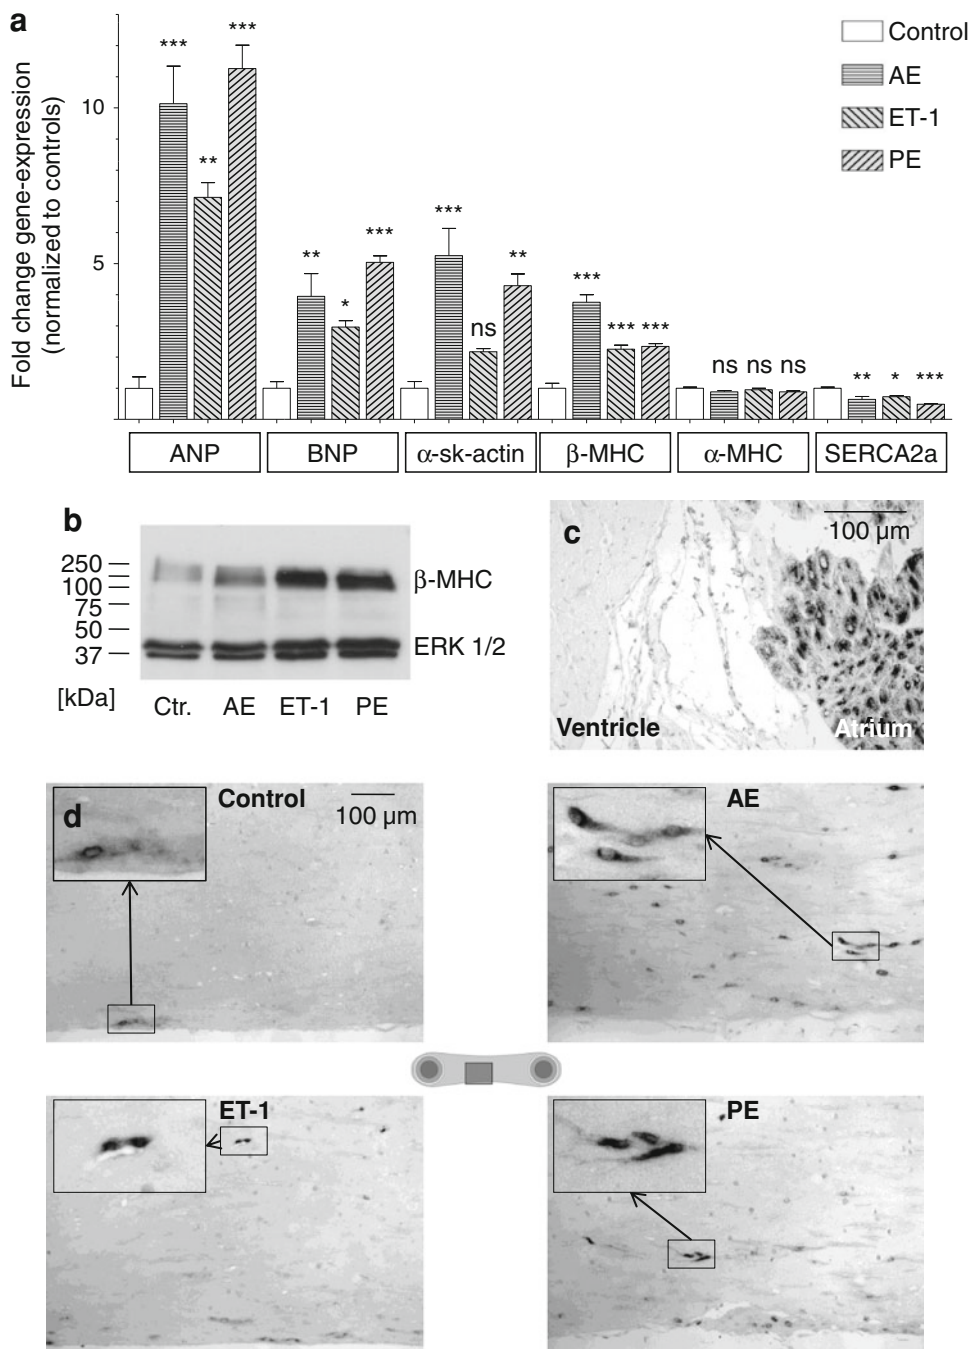 a
Fold change gene-expression
(normalized to controls)
10
5
Control
AE
ET-1
PE
***
**
***
**
*
***
***
ns
**
***
***
***
ns
ns
ns
**
*
***
ANP
BNP
α-sk-actin
β-MHC
α-MHC
SERCA2a
b
250
100
75
50
37
[kDa]
β-MHC
ERK 1/2
Ctr.
AE
ET-1
PE
c
100 µm
Ventricle
Atrium
d
Control
100 µm
AE
ET-1
PE